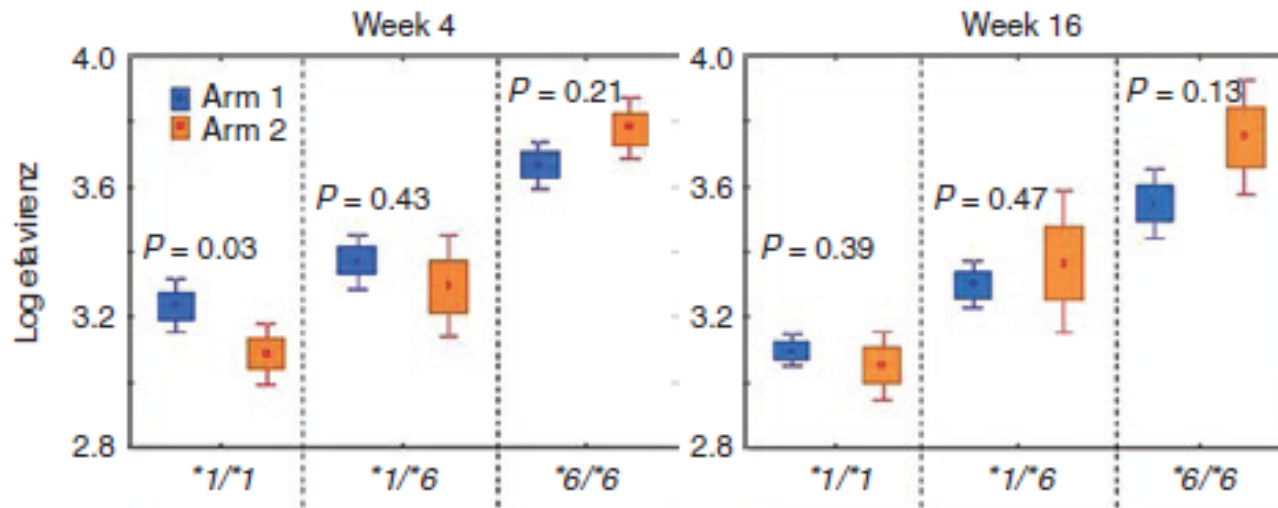 Week 4
Week 16
Log efavirenz
4.0
3.6
3.2
2.8
Arm 1
Arm 2
P = 0.03
P = 0.43
P = 0.21
*1/*1
*1/*6
*6/*6
4.0
3.6
3.2
2.8
P = 0.39
P = 0.47
P = 0.13
*1/*1
*1/*6
*6/*6